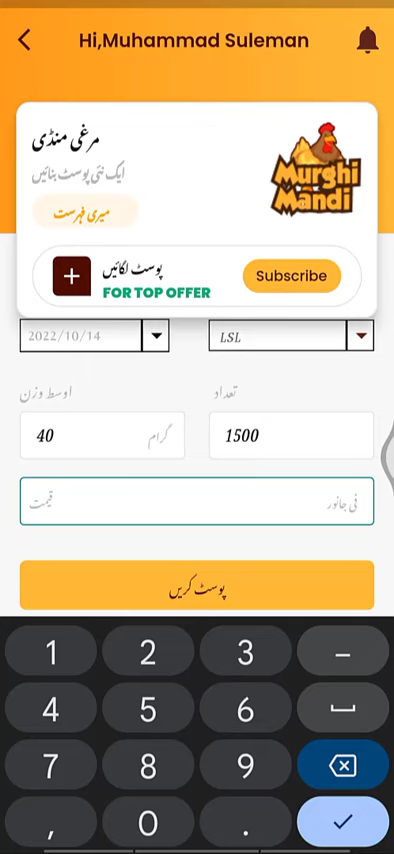 Hi,Muhammad Suleman
مرغی منڈی
ایک نئی پوسٹ بنائیں
میری فہرست
Murghi
Mandi
پوسٹ لگائیں
FOR TOP OFFER
Subscribe
2022/10/14
LSL
اوسط وزن
تعداد
40
گرام
1500
قیمت
فی جانور
پوسٹ کریں
1 2 3 –
4 5 6
7 8 9
, 0 .